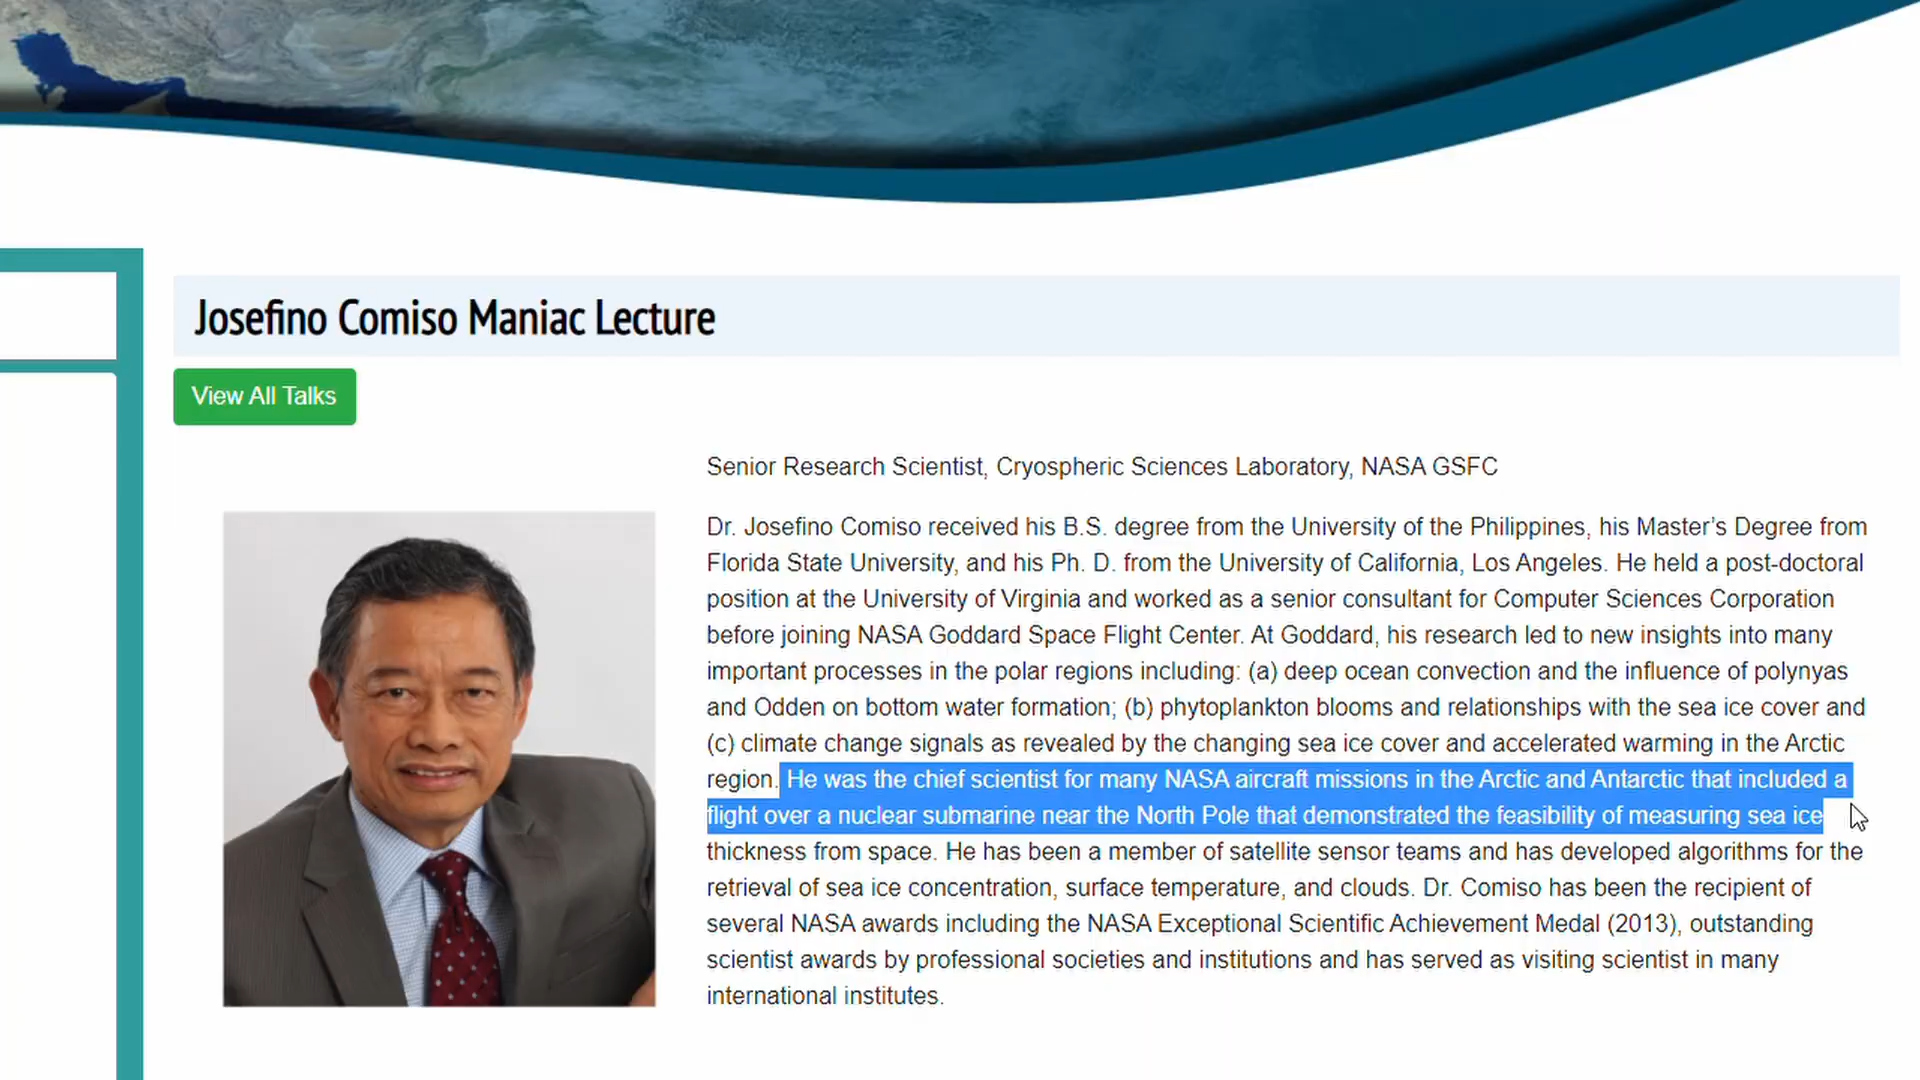 Josefino Comiso Maniac Lecture
View All Talks
Senior Research Scientist, Cryospheric Sciences Laboratory, NASA GSFC
Dr. Josefino Comiso received his B.S. degree from the University of the Philippines, his Master’s Degree from
Florida State University, and his Ph. D. from the University of California, Los Angeles. He held a post-doctoral
position at the University of Virginia and worked as a senior consultant for Computer Sciences Corporation
before joining NASA Goddard Space Flight Center. At Goddard, his research led to new insights into many
important processes in the polar regions including: (a) deep ocean convection and the influence of polynyas
and Odden on bottom water formation; (b) phytoplankton blooms and relationships with the sea ice cover and
(c) climate change signals as revealed by the changing sea ice cover and accelerated warming in the Arctic
region. He was the chief scientist for many NASA aircraft missions in the Arctic and Antarctic that included a
flight over a nuclear submarine near the North Pole that demonstrated the feasibility of measuring sea ice
thickness from space. He has been a member of satellite sensor teams and has developed algorithms for the
retrieval of sea ice concentration, surface temperature, and clouds. Dr. Comiso has been the recipient of
several NASA awards including the NASA Exceptional Scientific Achievement Medal (2013), outstanding
scientist awards by professional societies and institutions and has served as visiting scientist in many
international institutes.